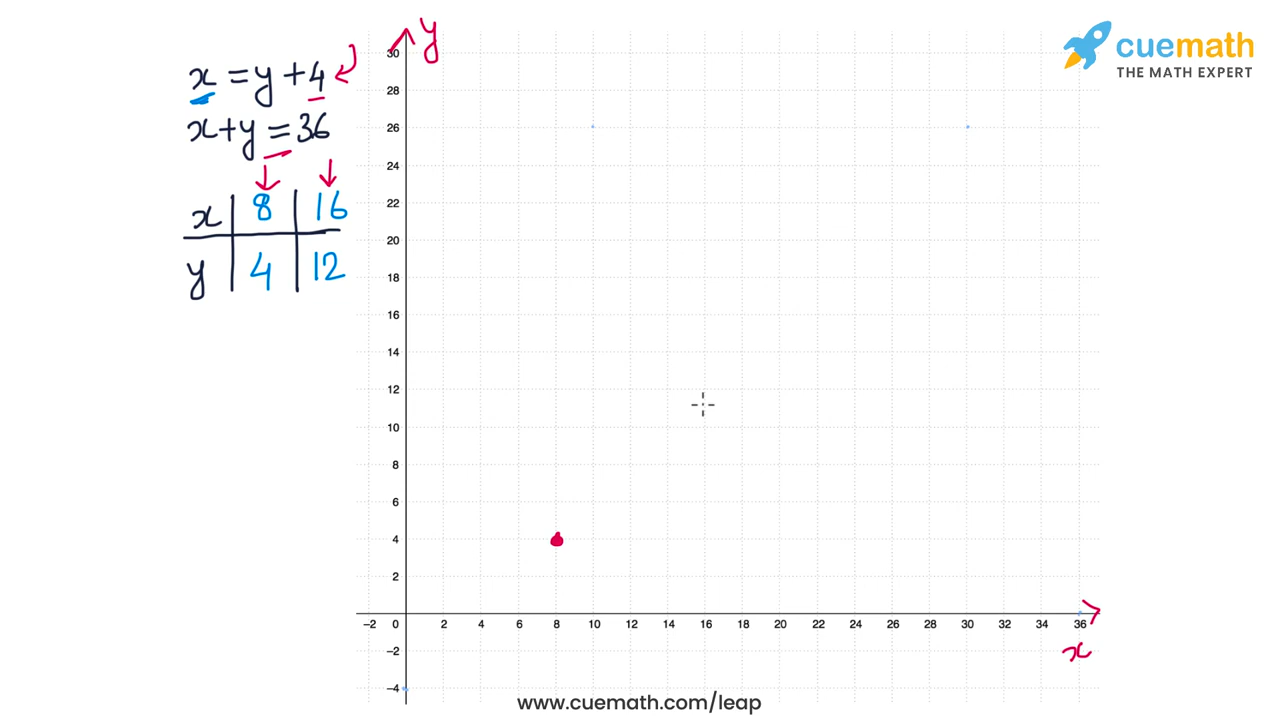 cuemath
THE MATH EXPERT
x = y + 4
x + y = 36
x | 8 | 16
y | 4 | 12
y
30
28
26
24
22
20
18
16
14
12
10
8
6
4
2
−2 0 2 4 6 8 10 12 14 16 18 20 22 24 26 28 30 32 34 36
x
−2
−4
www.cuemath.com/leap